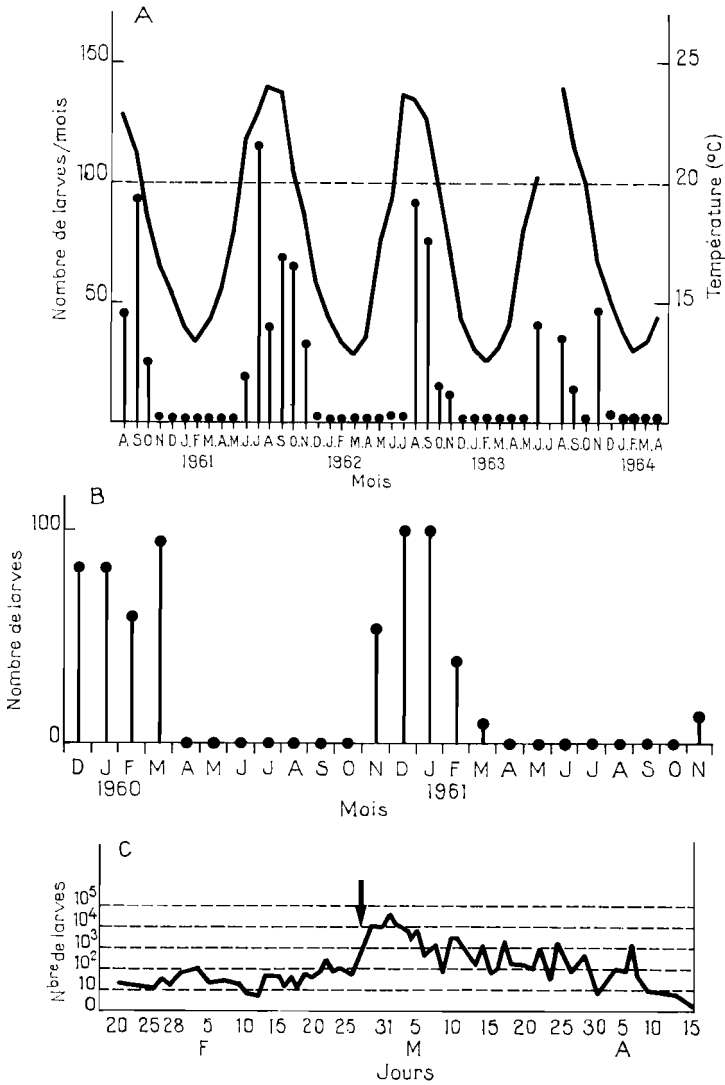 A
150
100
50
Nombre de larves/mois
25
20
15
Température (ºC)
A. S O N D J. F M. A. M J. J A S O. N D. J. F M. A. M J. J A. S O. N D. J. F M. A. M J. J A. S O N D J. F. M. A
1961 1962 1963 1964
Mois
B
100
0
Nombre de larves
D J F M A M J J A S O N D J F M A M J J A S O N
1960 1961
Mois
C
10⁵
10⁴
10³
10²
10
0
Nbre de larves
20 25 28 5 10 15 20 25 31 5 10 15 20 25 30 5 10 15
F M A
Jours